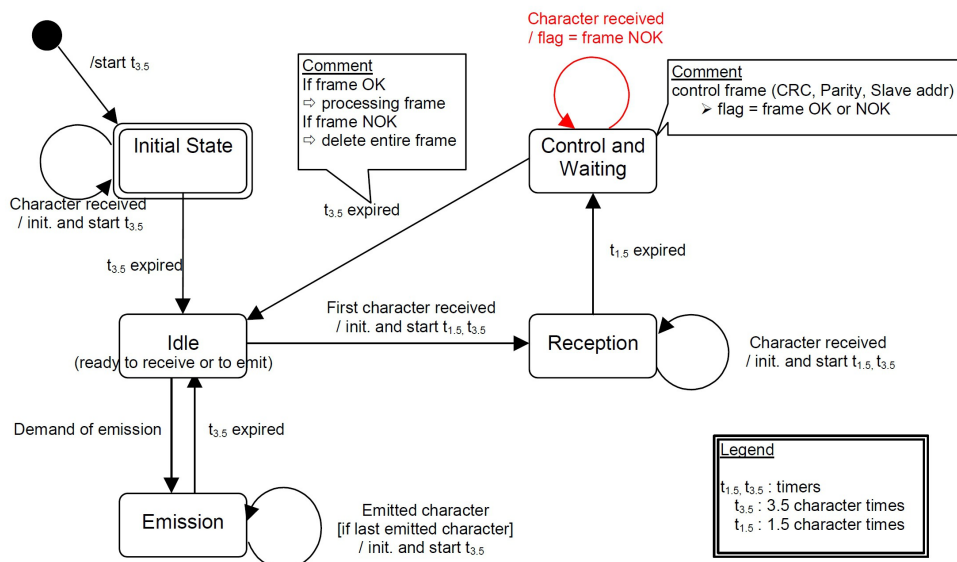 /start t3.5
Comment
If frame OK
⇨ processing frame
If frame NOK
⇨ delete entire frame
Character received
/ flag = frame NOK
Comment
control frame (CRC, Parity, Slave addr)
➢ flag = frame OK or NOK
Initial State
Control and
Waiting
Character received
/ init. and start t3.5
t3.5 expired
t3.5 expired
t1.5 expired
First character received
/ init. and start t1.5, t3.5
Idle
(ready to receive or to emit)
Reception
Character received
/ init. and start t1.5, t3.5
Demand of emission
t3.5 expired
Emission
Emitted character
[if last emitted character]
/ init. and start t3.5
Legend
t1.5, t3.5 : timers
t3.5 : 3.5 character times
t1.5 : 1.5 character times